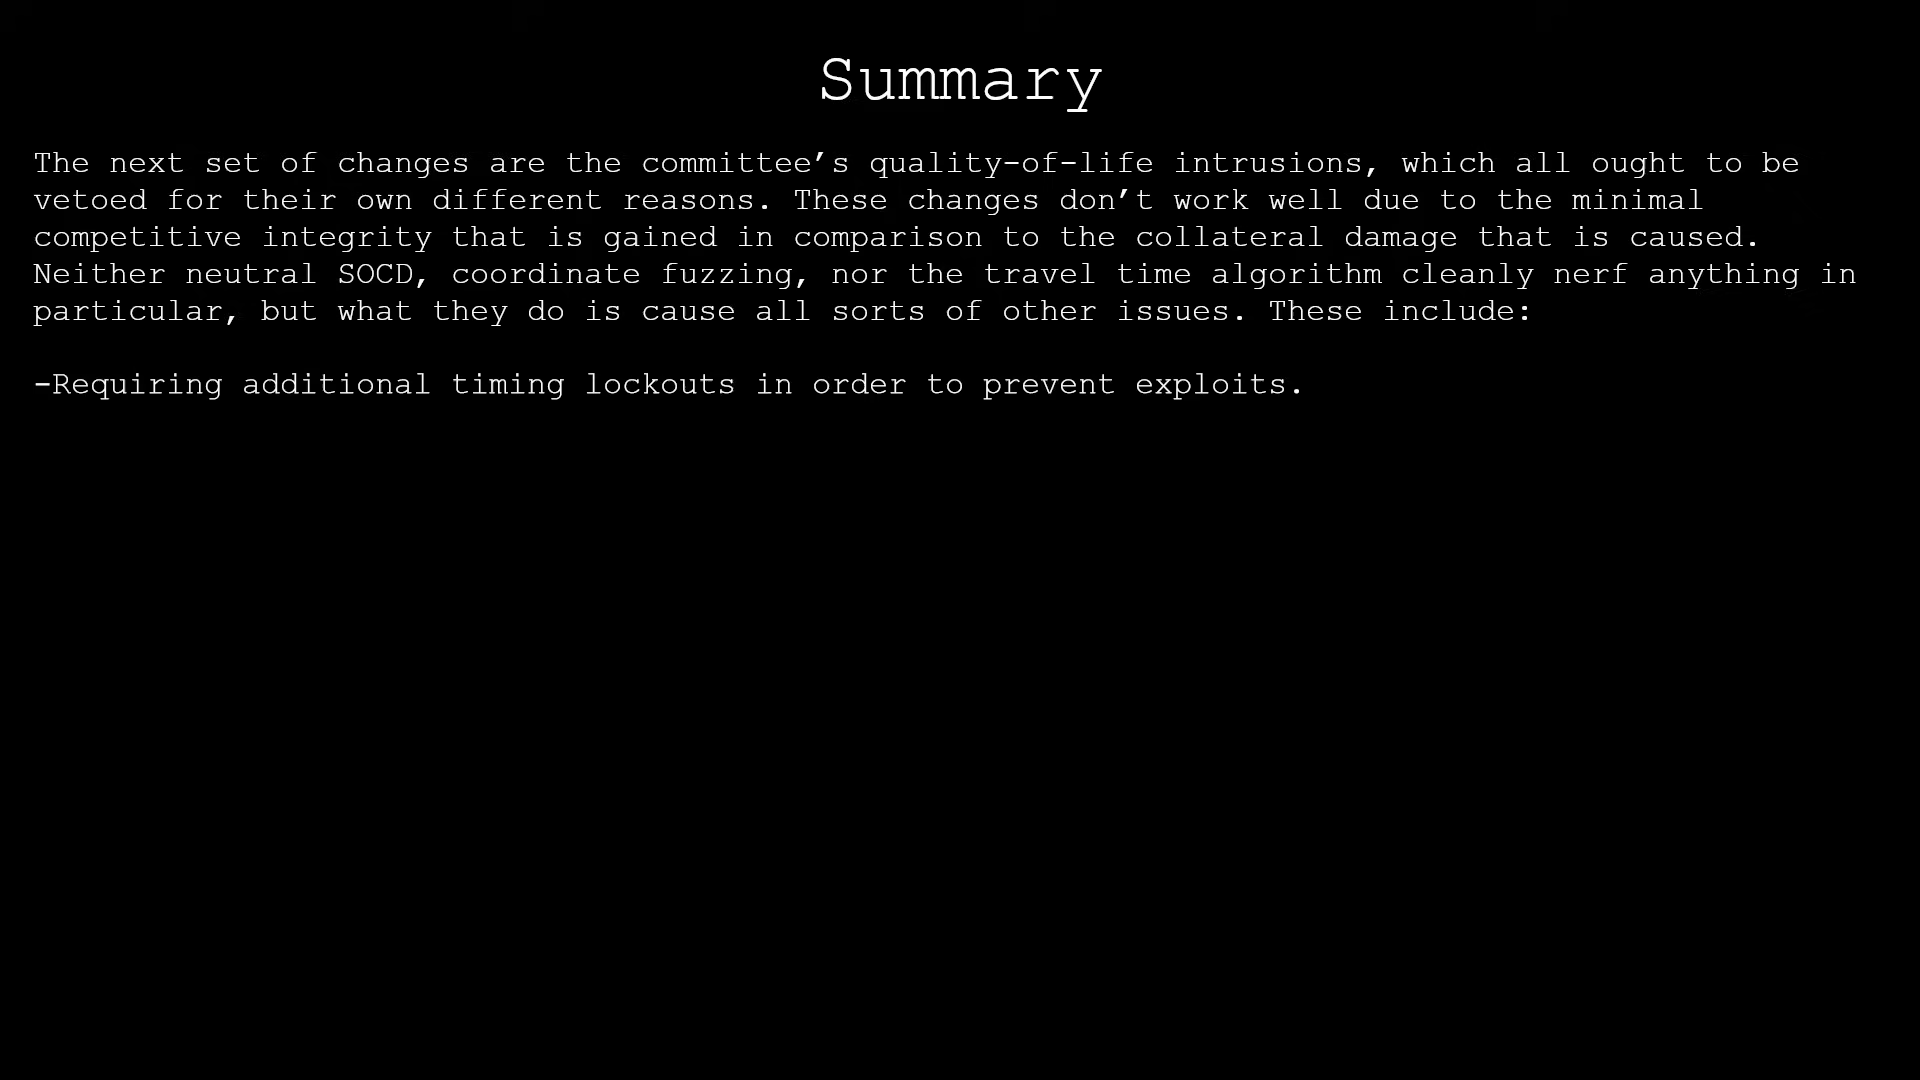 Summary
The next set of changes are the committee’s quality-of-life intrusions, which all ought to be
vetoed for their own different reasons. These changes don’t work well due to the minimal
competitive integrity that is gained in comparison to the collateral damage that is caused.
Neither neutral SOCD, coordinate fuzzing, nor the travel time algorithm cleanly nerf anything in
particular, but what they do is cause all sorts of other issues. These include:
-Requiring additional timing lockouts in order to prevent exploits.